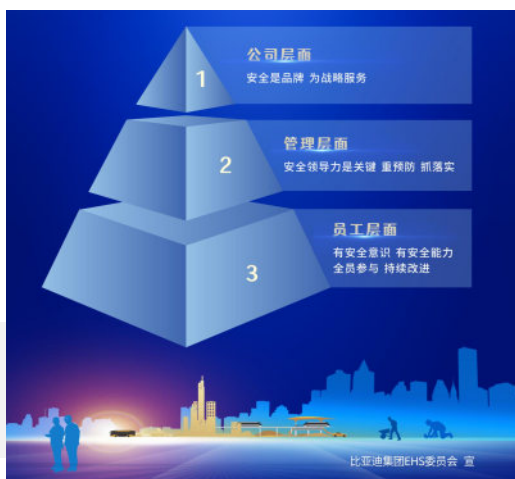 1
公司层面
安全是品牌 为战略服务
2
管理层面
安全领导力是关键 重预防 抓落实
3
员工层面
有安全意识 有安全能力
全员参与 持续改进
比亚迪集团EHS委员会 宣